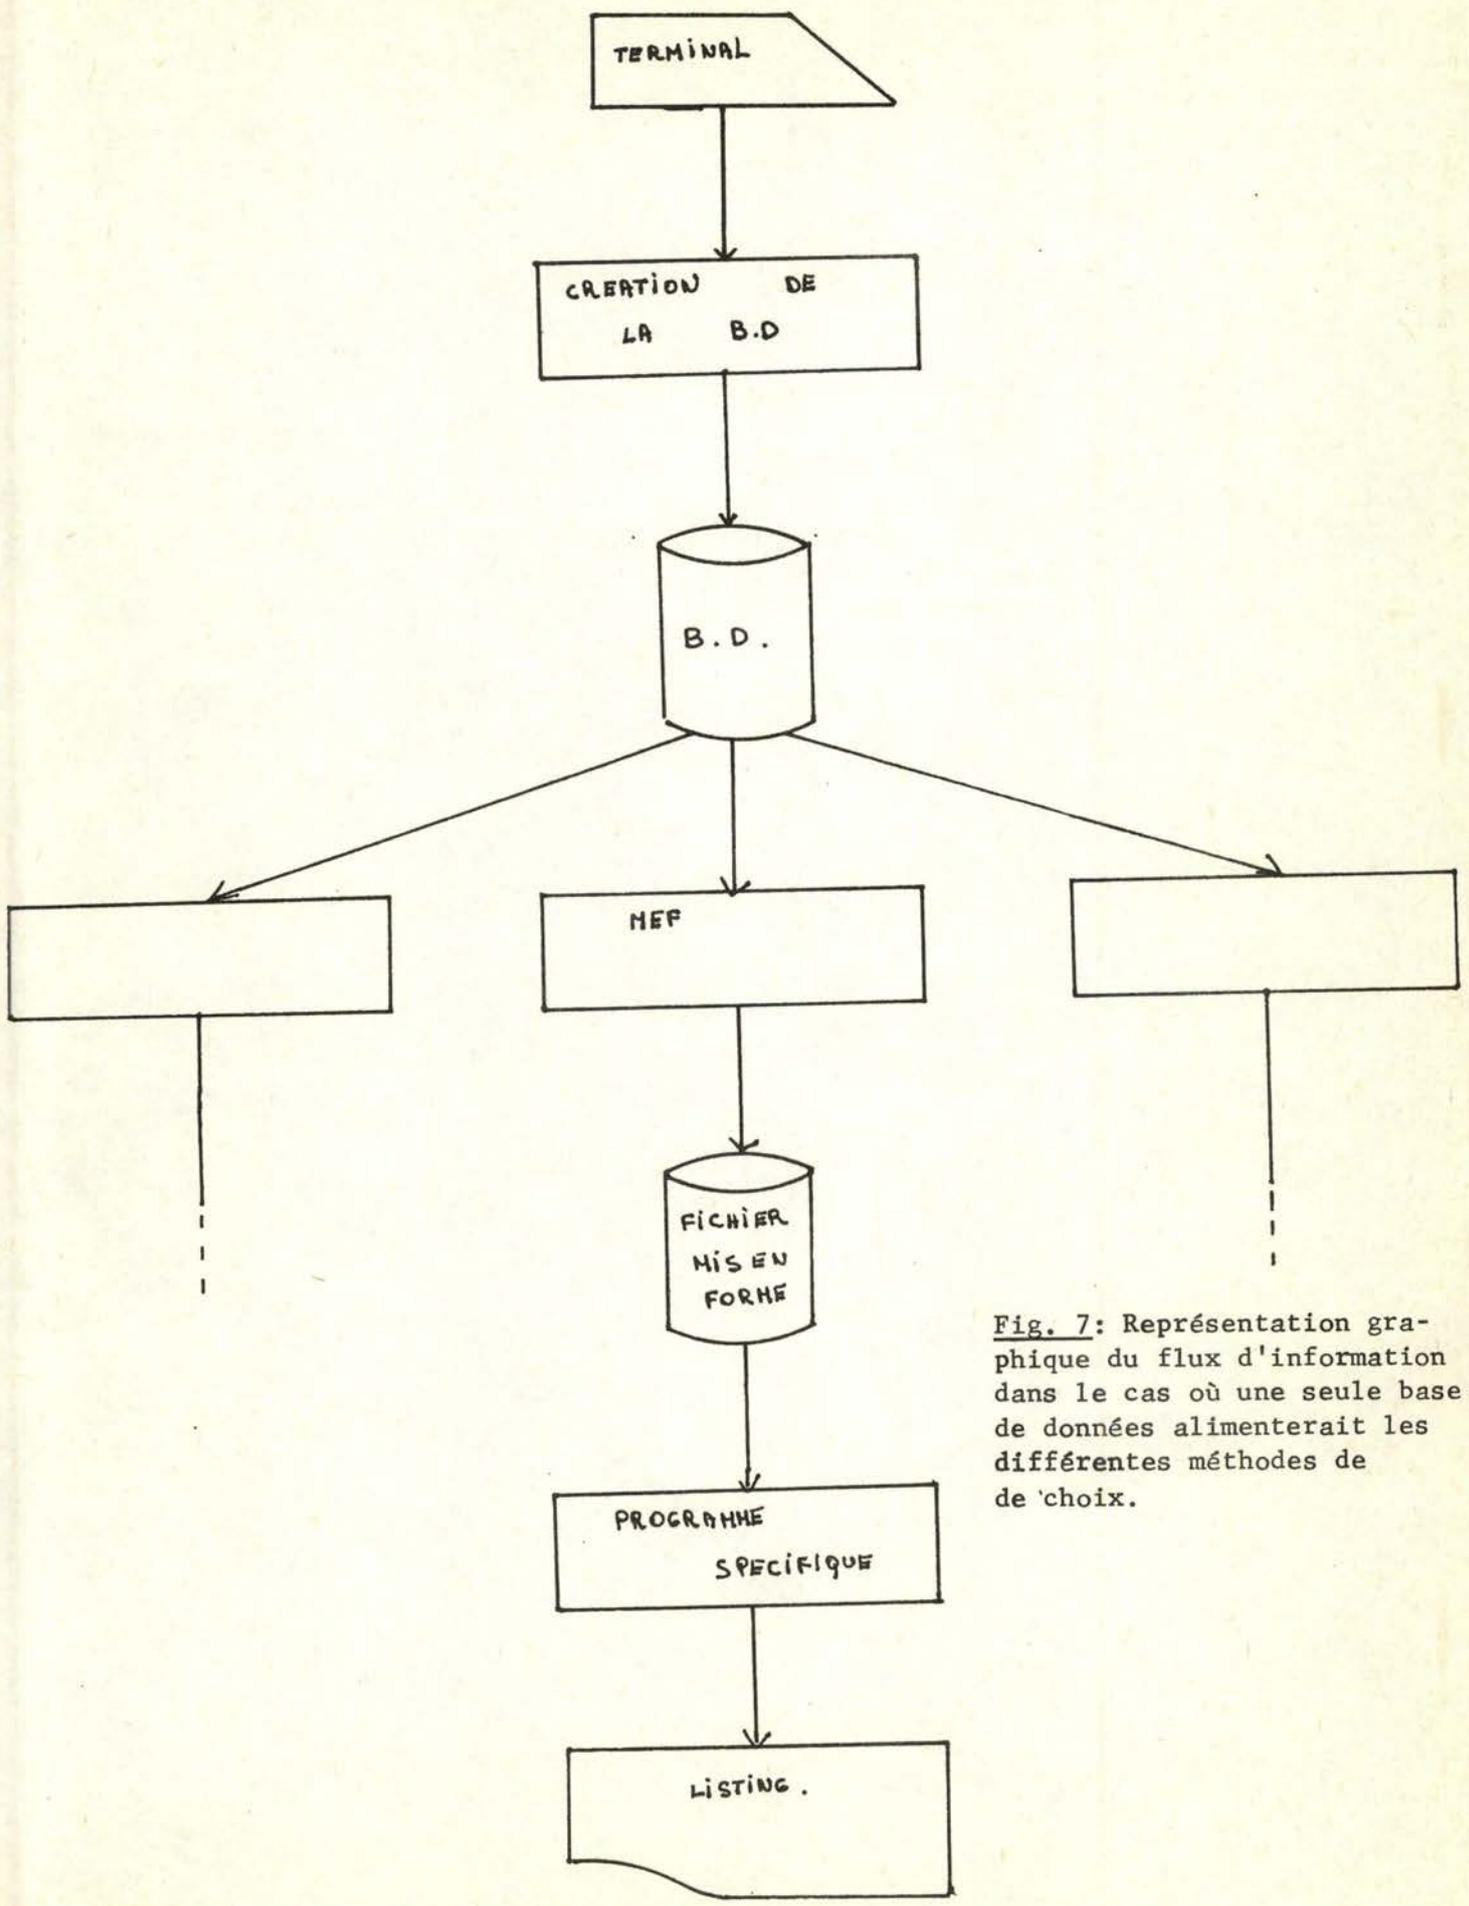 TERMINAL
CREATION DE
LA B.D
B.D.
MEF
FICHIER
MIS EN
FORME
Fig. 7: Représentation gra-
phique du flux d'information
dans le cas où une seule base
de données alimenterait les
différentes méthodes de
de choix.
PROGRAMME
SPECIFIQUE
LISTING.